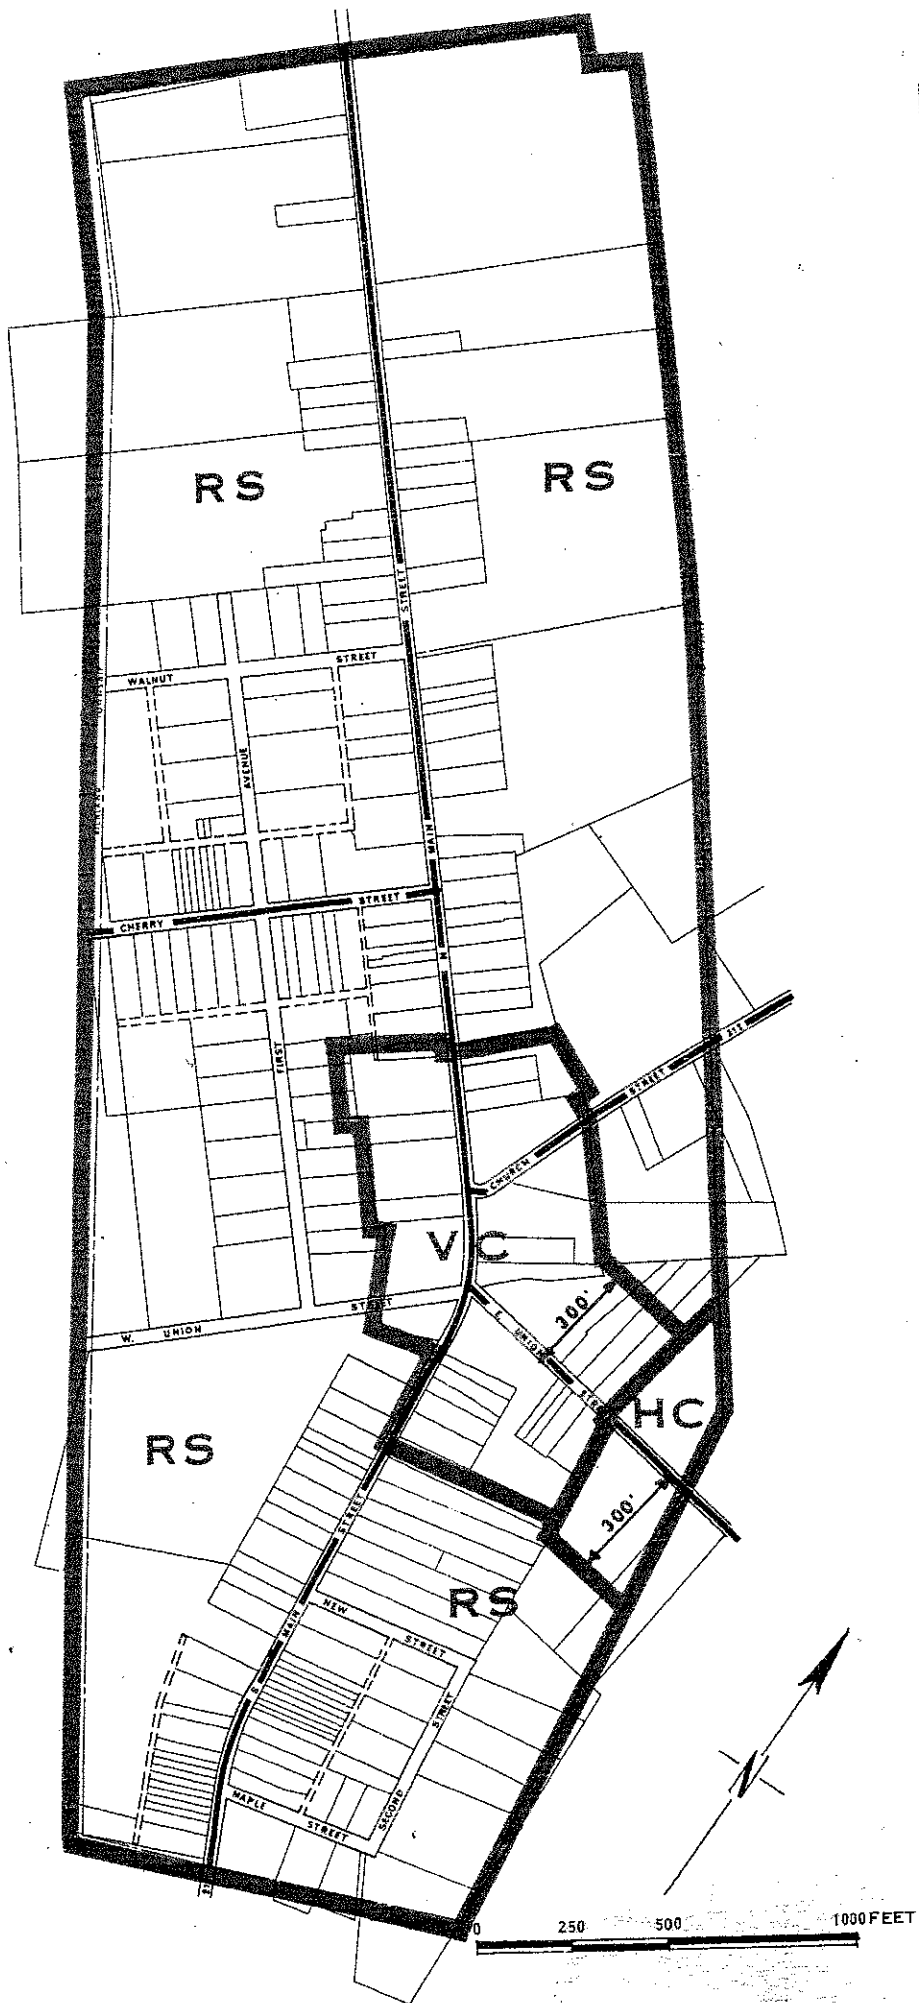 RS
RS
STREET
WALNUT
STREET
AVENUE
MAIN
CHERRY
STREET
N
FIRST
STREET
CHURCH
VC
W. UNION
STREET
E. UNION
300'
HC
RS
STREET
300'
RS
MAIN
NEW
STREET
S
STREET
SECOND
MAPLE
STREET
N
0 250 500 1000 FEET